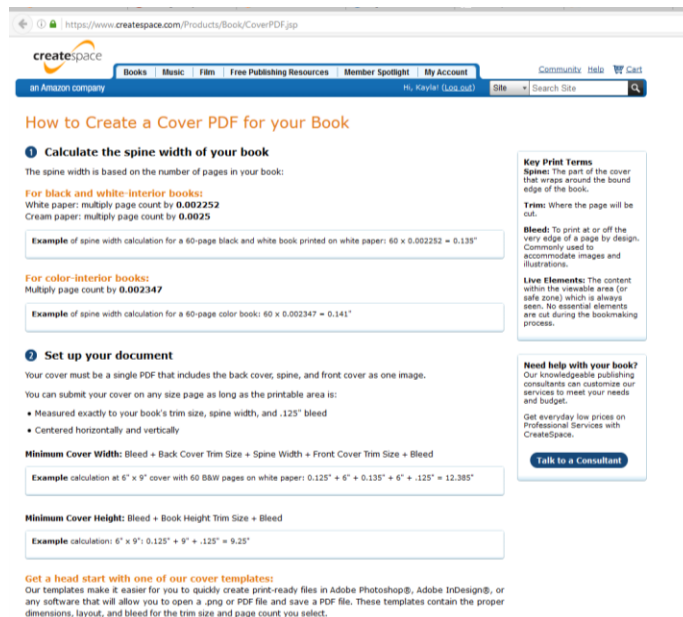 https://www.createspace.com/Products/Book/CoverPDF.jsp
createspace
Books Music Film Free Publishing Resources Member Spotlight My Account
Community Help Cart
an Amazon company
Hi, Kayla! (Log out)
Site
Search Site
How to Create a Cover PDF for your Book
1 Calculate the spine width of your book
The spine width is based on the number of pages in your book:
For black and white-interior books:
White paper: multiply page count by 0.002252
Cream paper: multiply page count by 0.0025
Example of spine width calculation for a 60-page black and white book printed on white paper: 60 x 0.002252 = 0.135"
For color-interior books:
Multiply page count by 0.002347
Example of spine width calculation for a 60-page color book: 60 x 0.002347 = 0.141"
2 Set up your document
Your cover must be a single PDF that includes the back cover, spine, and front cover as one image.
You can submit your cover on any size page as long as the printable area is:
• Measured exactly to your book's trim size, spine width, and .125" bleed
• Centered horizontally and vertically
Minimum Cover Width: Bleed + Back Cover Trim Size + Spine Width + Front Cover Trim Size + Bleed
Example calculation at 6" x 9" cover with 60 B&W pages on white paper: 0.125" + 6" + 0.135" + 6" + .125" = 12.385"
Minimum Cover Height: Bleed + Book Height Trim Size + Bleed
Example calculation: 6" x 9": 0.125" + 9" + .125" = 9.25"
Get a head start with one of our cover templates:
Our templates make it easier for you to quickly create print-ready files in Adobe Photoshop®, Adobe InDesign®, or
any software that will allow you to open a .png or PDF file and save a PDF file. These templates contain the proper
dimensions, layout, and bleed for the trim size and page count you select.
Key Print Terms
Spine: The part of the cover
that wraps around the bound
edge of the book.
Trim: Where the page will be
cut.
Bleed: To print at or off the
very edge of a page by design.
Commonly used to
accommodate images and
illustrations.
Live Elements: The content
within the viewable area (or
safe zone) which is always
seen. No essential elements
are cut during the bookmaking
process.
Need help with your book?
Our knowledgeable publishing
consultants can customize our
services to meet your needs
and budget.
Get everyday low prices on
Professional Services with
CreateSpace.
Talk to a Consultant